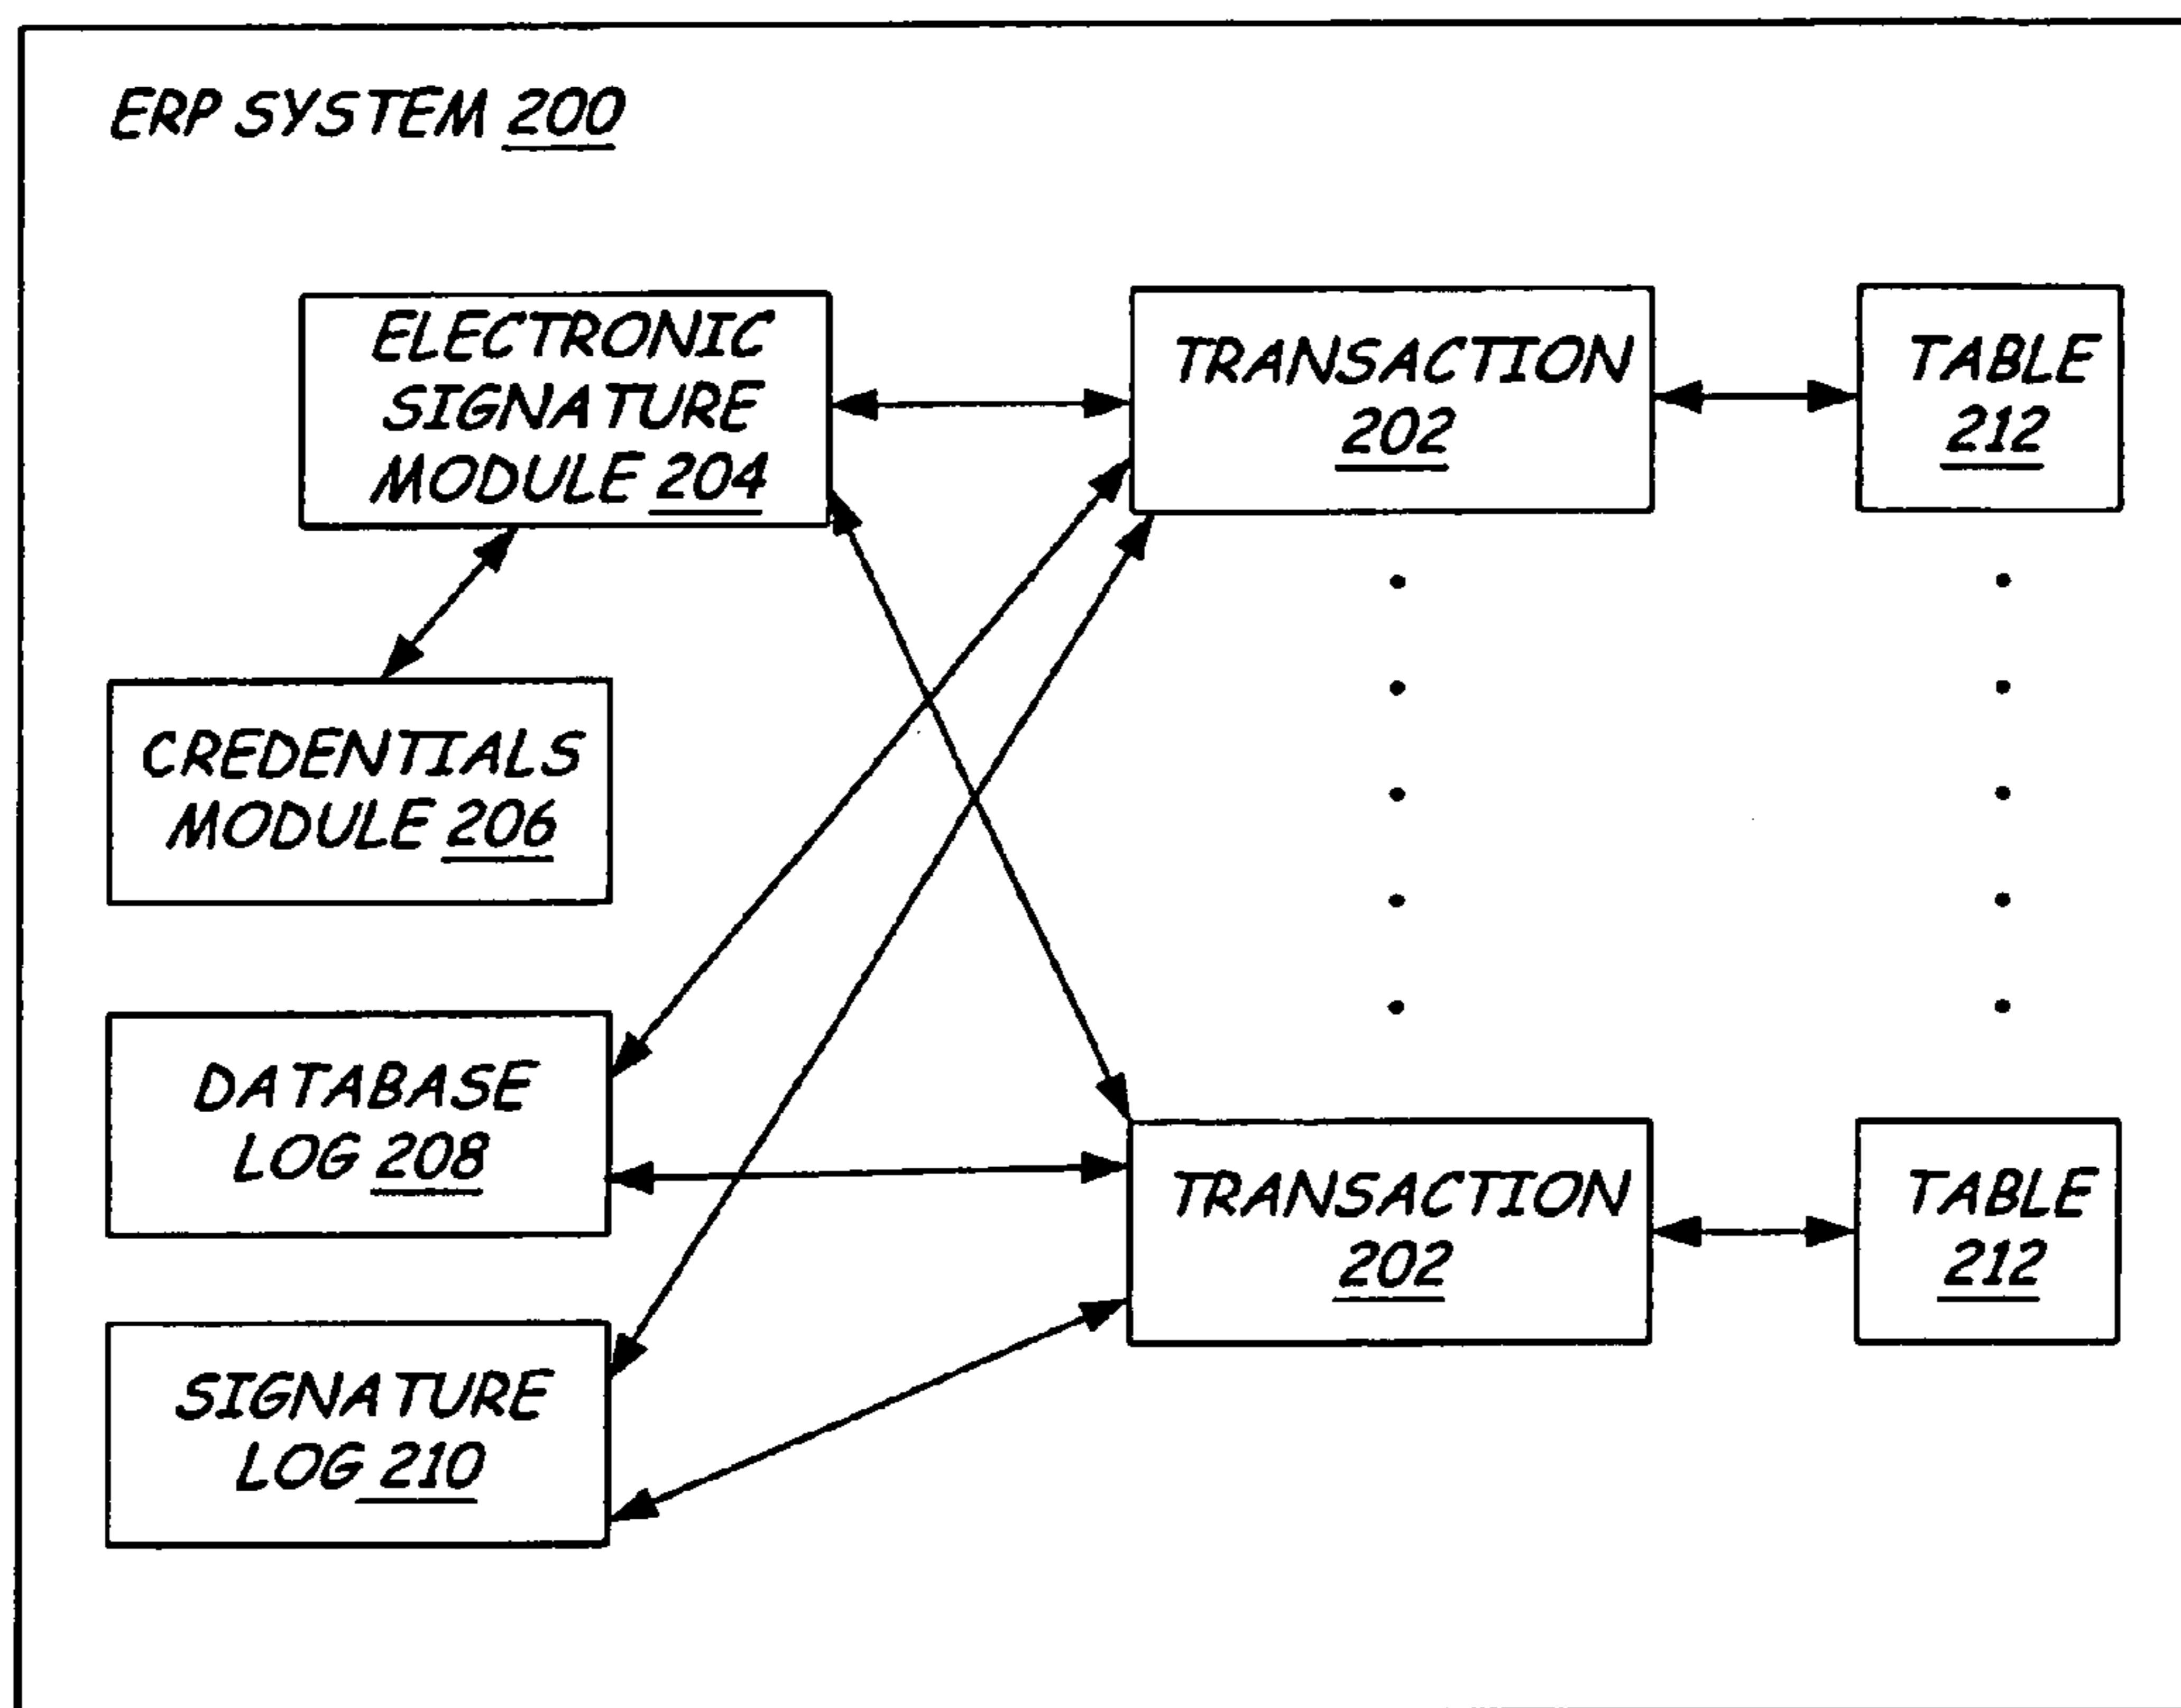 ERP SYSTEM 200
ELECTRONIC
SIGNATURE
MODULE 204
TRANSACTION
202
TABLE
212
CREDENTIALS
MODULE 206
DATABASE
LOG 208
TRANSACTION
202
TABLE
212
SIGNATURE
LOG 210